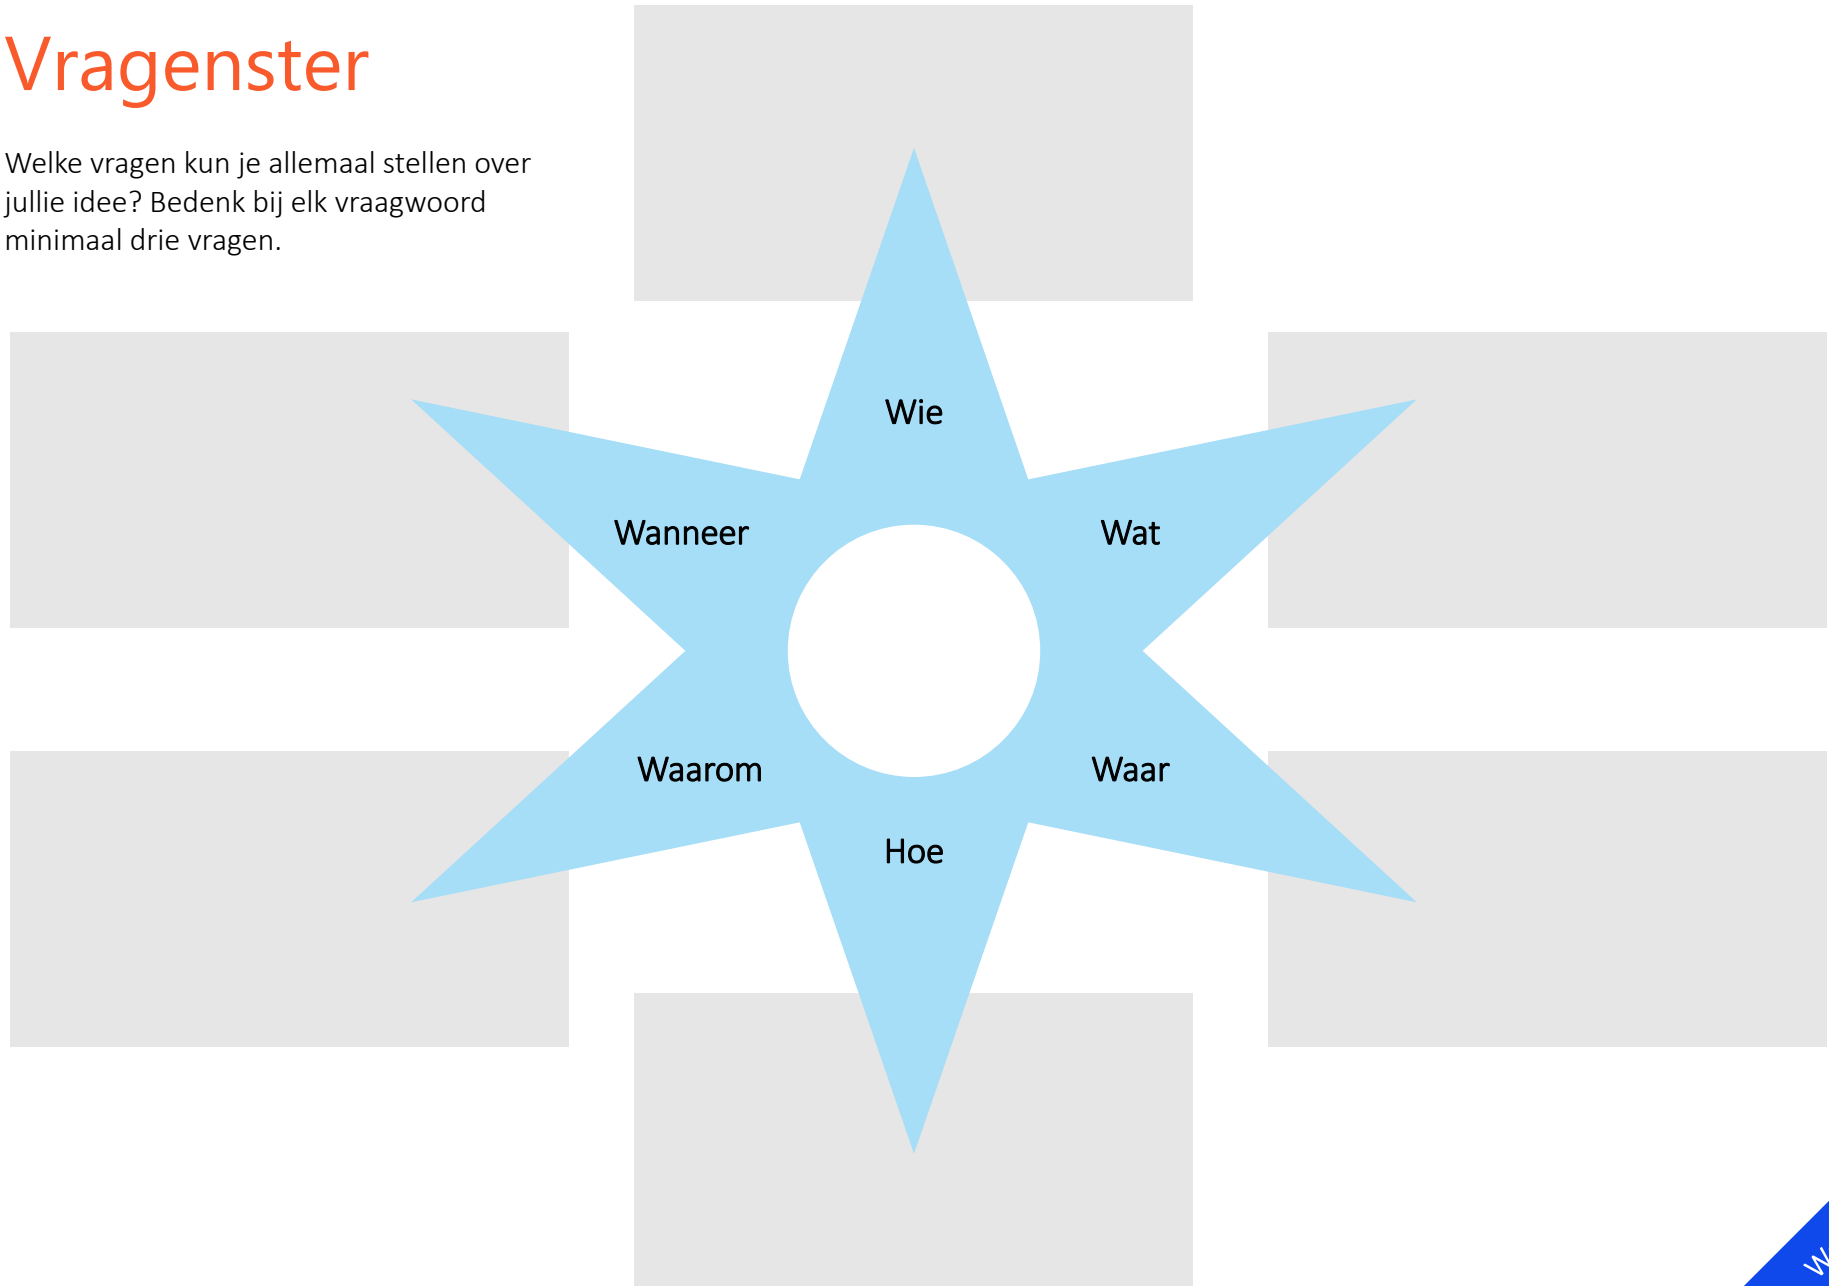 Vragenster
Welke vragen kun je allemaal stellen over
jullie idee? Bedenk bij elk vraagwoord
minimaal drie vragen.
Wie
Wanneer
Wat
Waarom
Waar
Hoe